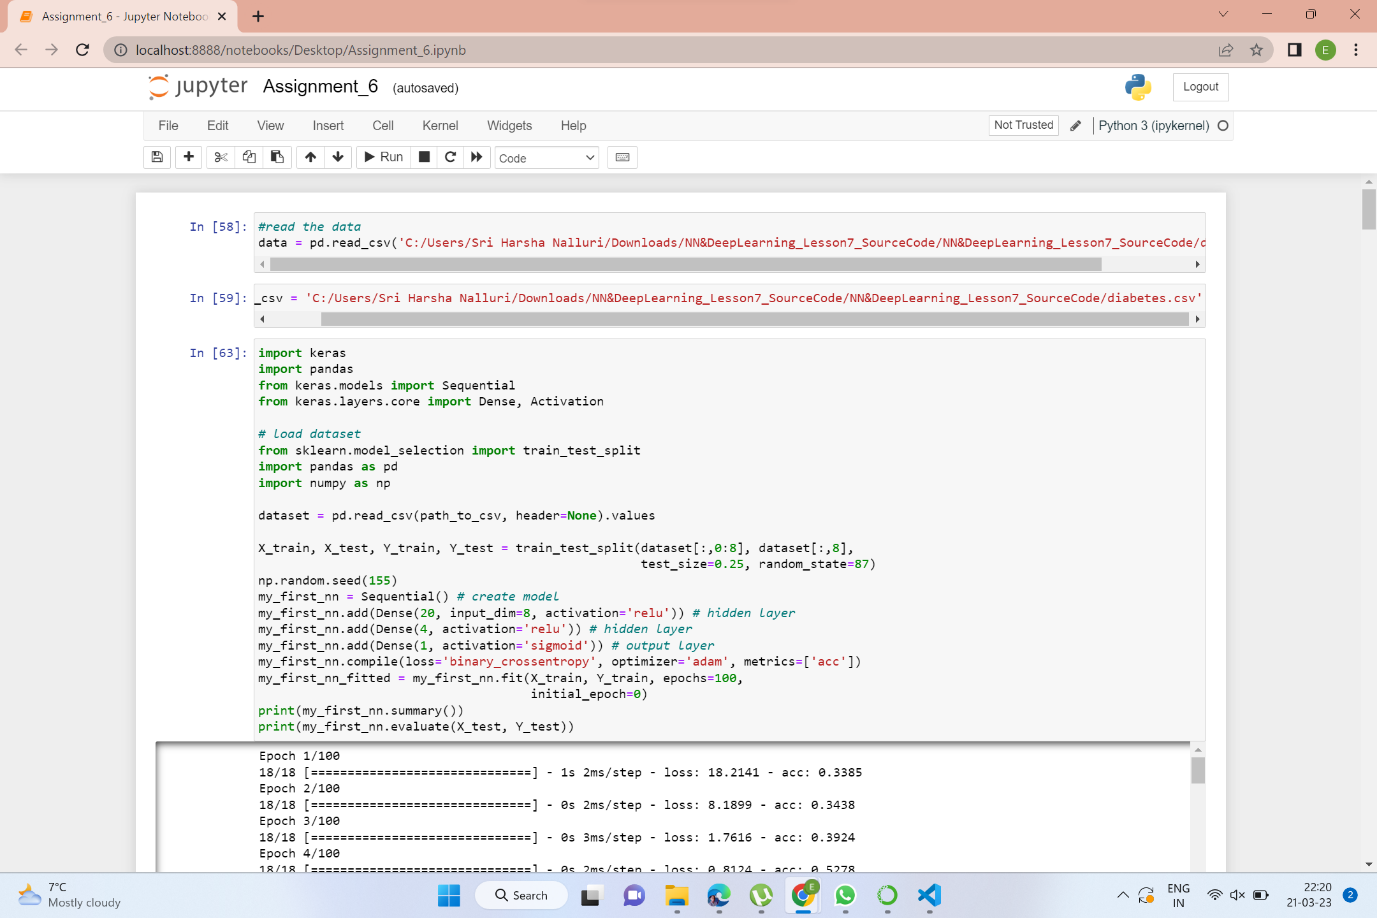 Assignment_6 - Jupyter Noteboo
localhost:8888/notebooks/Desktop/Assignment_6.ipynb
E
jupyter Assignment_6 (autosaved)
Logout
File Edit View Insert Cell Kernel Widgets Help
Not Trusted
Python 3 (ipykernel)
Run
Code
In [58]: #read the data
data = pd.read_csv('C:/Users/Sri Harsha Nalluri/Downloads/NN&DeepLearning_Lesson7_SourceCode/NN&DeepLearning_Lesson7_SourceCode/d
In [59]: _csv = 'C:/Users/Sri Harsha Nalluri/Downloads/NN&DeepLearning_Lesson7_SourceCode/NN&DeepLearning_Lesson7_SourceCode/diabetes.csv'
In [63]: import keras
import pandas
from keras.models import Sequential
from keras.layers.core import Dense, Activation
# load dataset
from sklearn.model_selection import train_test_split
import pandas as pd
import numpy as np
dataset = pd.read_csv(path_to_csv, header=None).values
X_train, X_test, Y_train, Y_test = train_test_split(dataset[:,0:8], dataset[:,8],
test_size=0.25, random_state=87)
np.random.seed(155)
my_first_nn = Sequential() # create model
my_first_nn.add(Dense(20, input_dim=8, activation='relu')) # hidden layer
my_first_nn.add(Dense(4, activation='relu')) # hidden layer
my_first_nn.add(Dense(1, activation='sigmoid')) # output layer
my_first_nn.compile(loss='binary_crossentropy', optimizer='adam', metrics=['acc'])
my_first_nn_fitted = my_first_nn.fit(X_train, Y_train, epochs=100,
initial_epoch=0)
print(my_first_nn.summary())
print(my_first_nn.evaluate(X_test, Y_test))
Epoch 1/100
18/18 [==============================] - 1s 2ms/step - loss: 18.2141 - acc: 0.3385
Epoch 2/100
18/18 [==============================] - 0s 2ms/step - loss: 8.1899 - acc: 0.3438
Epoch 3/100
18/18 [==============================] - 0s 3ms/step - loss: 1.7616 - acc: 0.3924
Epoch 4/100
18/18 [==============================] - 0s 2ms/step - loss: 0.8124 - acc: 0.5278
7°C
Mostly cloudy
Search
E
ENG
IN
22:20
21-03-23
2